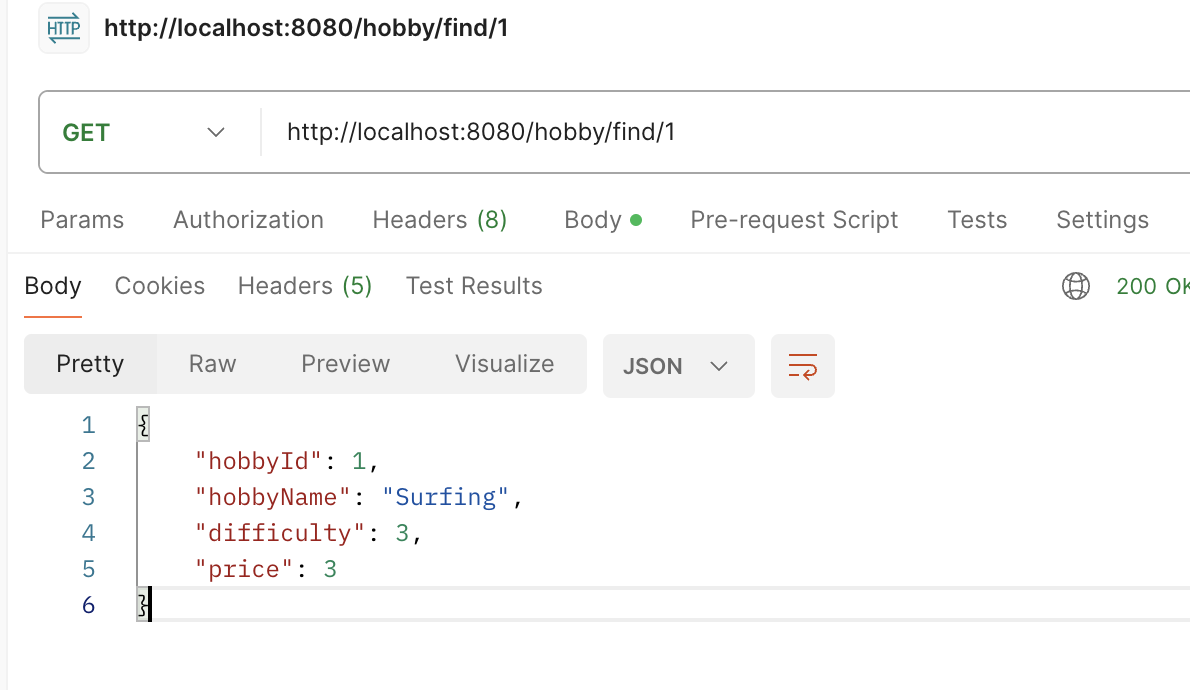 HTTP http://localhost:8080/hobby/find/1
GET http://localhost:8080/hobby/find/1
Params Authorization Headers (8) Body Pre-request Script Tests Settings
Body Cookies Headers (5) Test Results 200 OK
Pretty Raw Preview Visualize JSON
1 {
2 "hobbyId": 1,
3 "hobbyName": "Surfing",
4 "difficulty": 3,
5 "price": 3
6 }